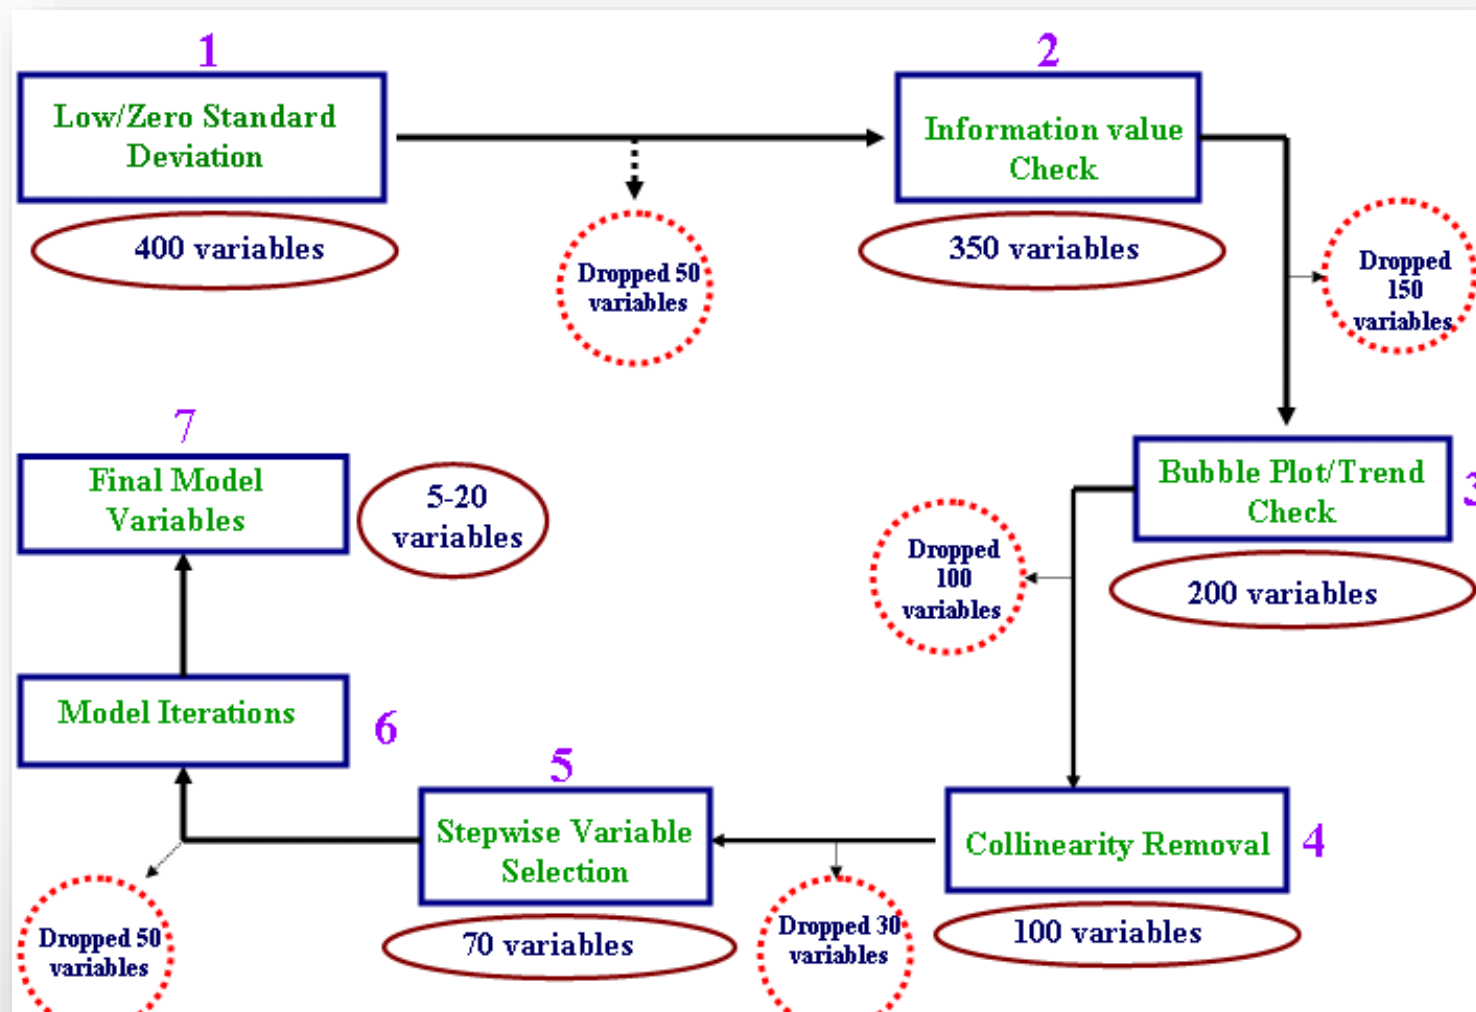 1
Low/Zero Standard
Deviation
400 variables
Dropped 50
variables
2
Information value
Check
350 variables
Dropped
150
variables
3
Bubble Plot/Trend
Check
200 variables
Dropped
100
variables
4
Collinearity Removal
100 variables
Dropped 30
variables
5
Stepwise Variable
Selection
70 variables
Dropped 50
variables
6
Model Iterations
7
Final Model
Variables
5-20
variables